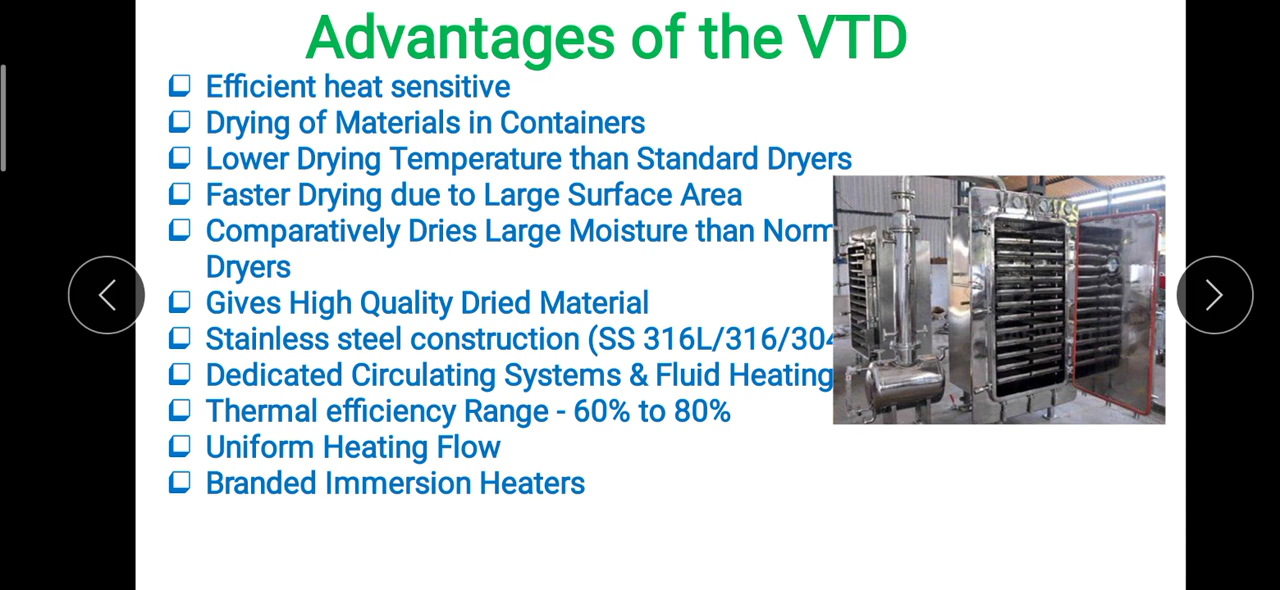 Advantages of the VTD
Efficient heat sensitive
Drying of Materials in Containers
Lower Drying Temperature than Standard Dryers
Faster Drying due to Large Surface Area
Comparatively Dries Large Moisture than Norm
Dryers
Gives High Quality Dried Material
Stainless steel construction (SS 316L/316/304
Dedicated Circulating Systems & Fluid Heating
Thermal efficiency Range - 60% to 80%
Uniform Heating Flow
Branded Immersion Heaters